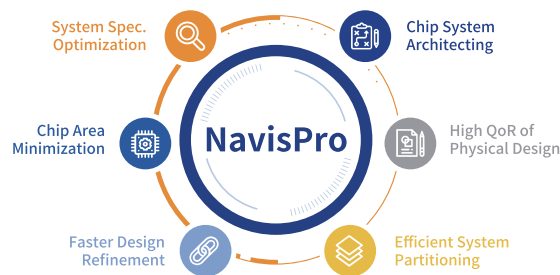 System Spec.
Optimization
Chip System
Architecting
Chip Area
Minimization
NavisPro
High QoR of
Physical Design
Faster Design
Refinement
Efficient System
Partitioning